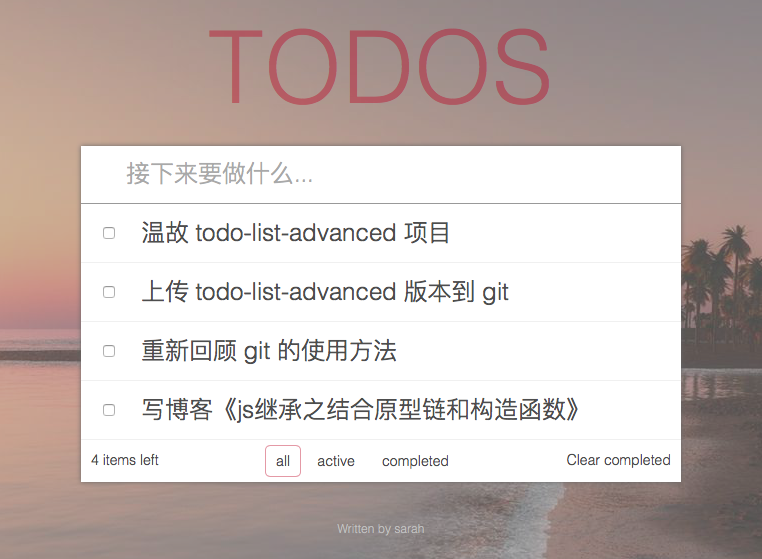 TODOS
接下来要做什么...
温故 todo-list-advanced 项目
上传 todo-list-advanced 版本到 git
重新回顾 git 的使用方法
写博客《js继承之结合原型链和构造函数》
4 items left all active completed Clear completed
Written by sarah